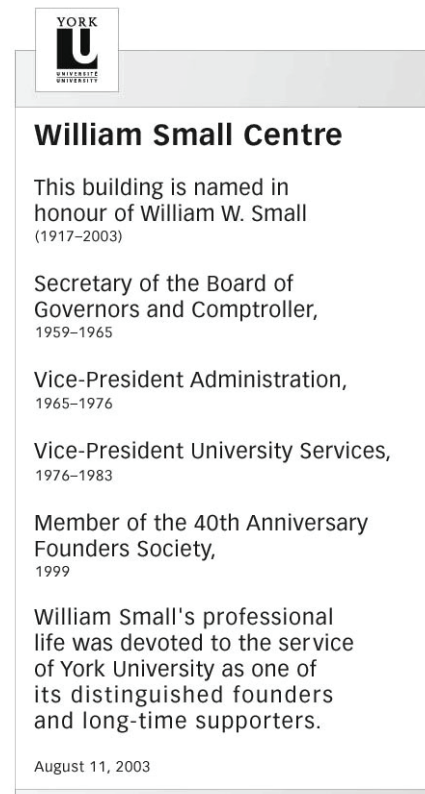 YORK
U
UNIVERSITÉ
UNIVERSITY
William Small Centre
This building is named in
honour of William W. Small
(1917–2003)
Secretary of the Board of
Governors and Comptroller,
1959–1965
Vice-President Administration,
1965–1976
Vice-President University Services,
1976–1983
Member of the 40th Anniversary
Founders Society,
1999
William Small's professional
life was devoted to the service
of York University as one of
its distinguished founders
and long-time supporters.
August 11, 2003